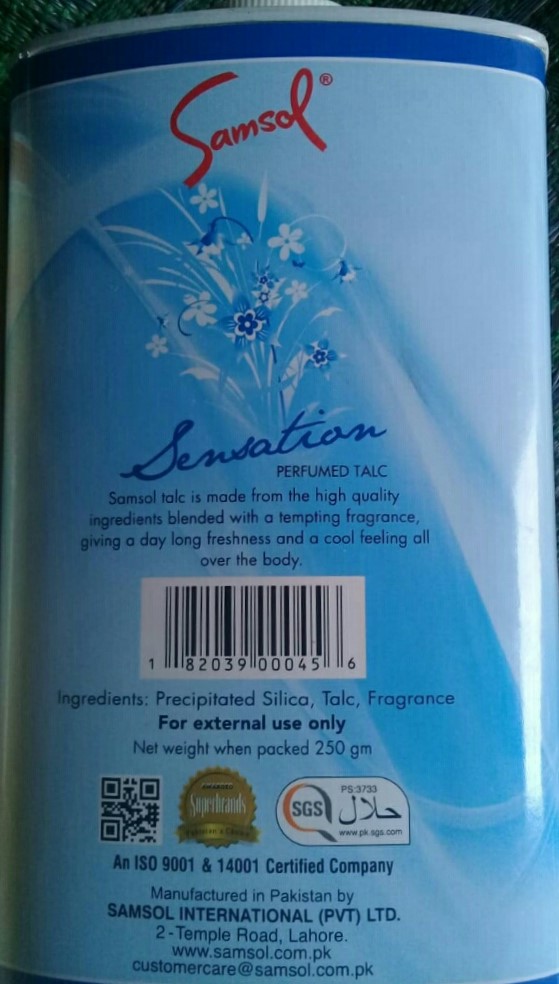 Samsol®
Sensation
PERFUMED TALC
Samsol talc is made from the high quality
ingredients blended with a tempting fragrance,
giving a day long freshness and a cool feeling all
over the body.
1 82039 00045 6
Ingredients: Precipitated Silica, Talc, Fragrance
For external use only
Net weight when packed 250 gm
AWARDED
Superbrands
Pakistan's Choice
PS:3733
SGS حلال
www.pk.sgs.com
An ISO 9001 & 14001 Certified Company
Manufactured in Pakistan by
SAMSOL INTERNATIONAL (PVT) LTD.
2-Temple Road, Lahore.
www.samsol.com.pk
customercare@samsol.com.pk